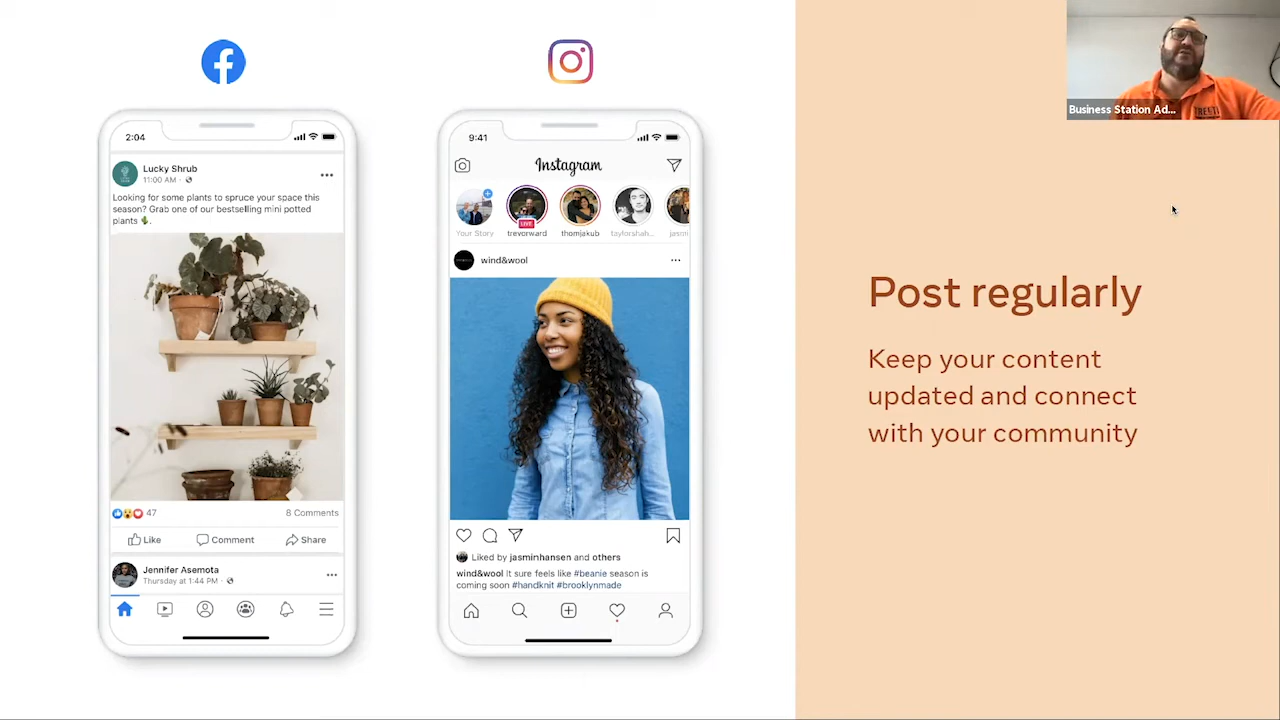 2:04
Lucky Shrub
11:00 AM ·
Looking for some plants to spruce your space this
season? Grab one of our bestselling mini potted
plants
47
8 Comments
Like
Comment
Share
Jennifer Asemota
Thursday at 1:44 PM ·
9:41
Instagram
LIVE
Your Story
trevorward
thomjakub
taylorshah...
jasmi
wind&wool
Liked by jasminhansen and others
wind&wool It sure feels like #beanie season is
coming soon #handknit #brooklynmade
Post regularly
Keep your content
updated and connect
with your community
Business Station Ad...